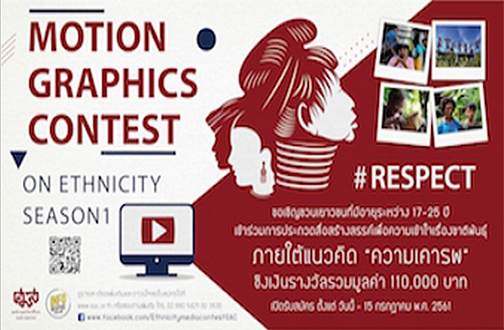 MOTION
GRAPHICS
CONTEST
ON ETHNICITY
SEASON1
#RESPECT
ขอเชิญชวนเยาวชนที่มีอายุระหว่าง 17-25 ปี
เข้าร่วมการประกวดสื่อสร้างสรรค์เพื่อความเข้าใจเรื่องชาติพันธุ์
ภายใต้แนวคิด "ความเคารพ"
ชิงเงินรางวัลรวมมูลค่า 110,000 บาท
เปิดรับสมัคร ตั้งแต่ วันนี้ - 15 กรกฎาคม พ.ศ. 2561
www.facebook.com/EthnicitymediacontestSAC